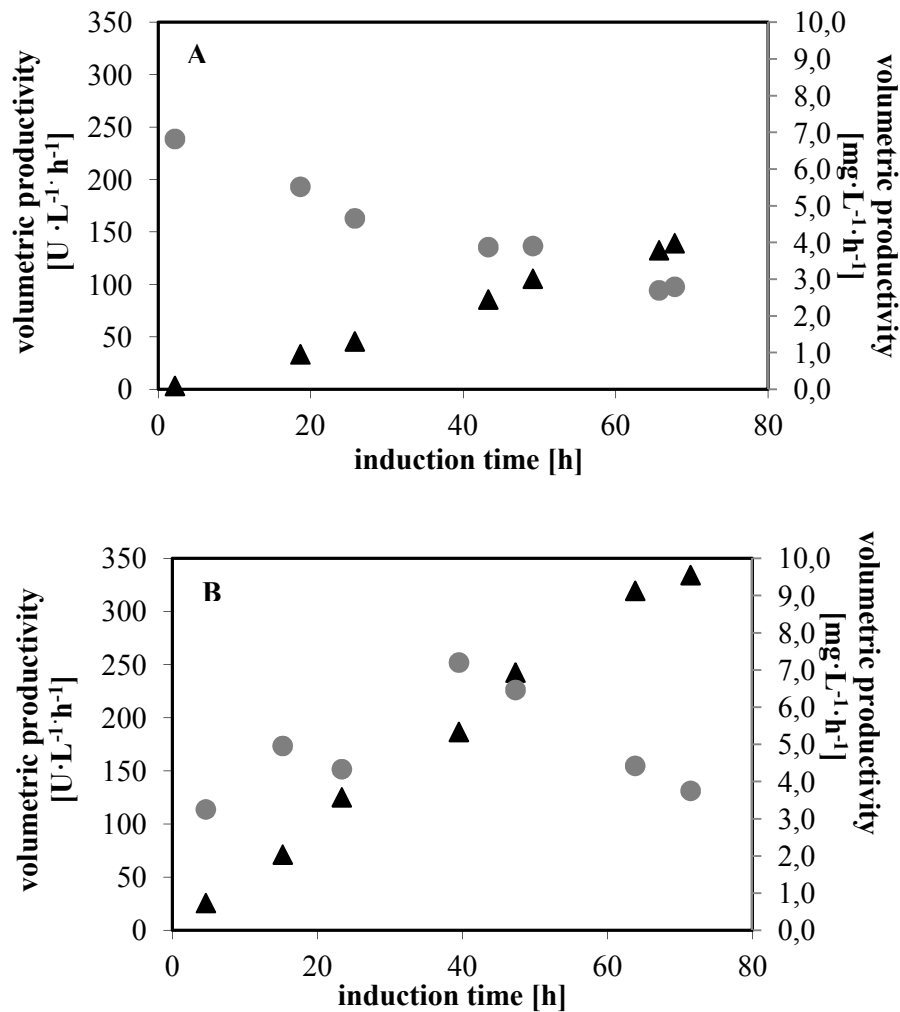 A
volumetric productivity
[U ·L⁻¹· h⁻¹]
350
300
250
200
150
100
50
0
10,0
9,0
8,0
7,0
6,0
5,0
4,0
3,0
2,0
1,0
0,0
volumetric productivity
[mg·L⁻¹·h⁻¹]
0 20 40 60 80
induction time [h]
B
volumetric productivity
[U·L⁻¹·h⁻¹]
350
300
250
200
150
100
50
0
10,0
9,0
8,0
7,0
6,0
5,0
4,0
3,0
2,0
1,0
0,0
volumetric productivity
[mg·L⁻¹·h⁻¹]
0 20 40 60 80
induction time [h]